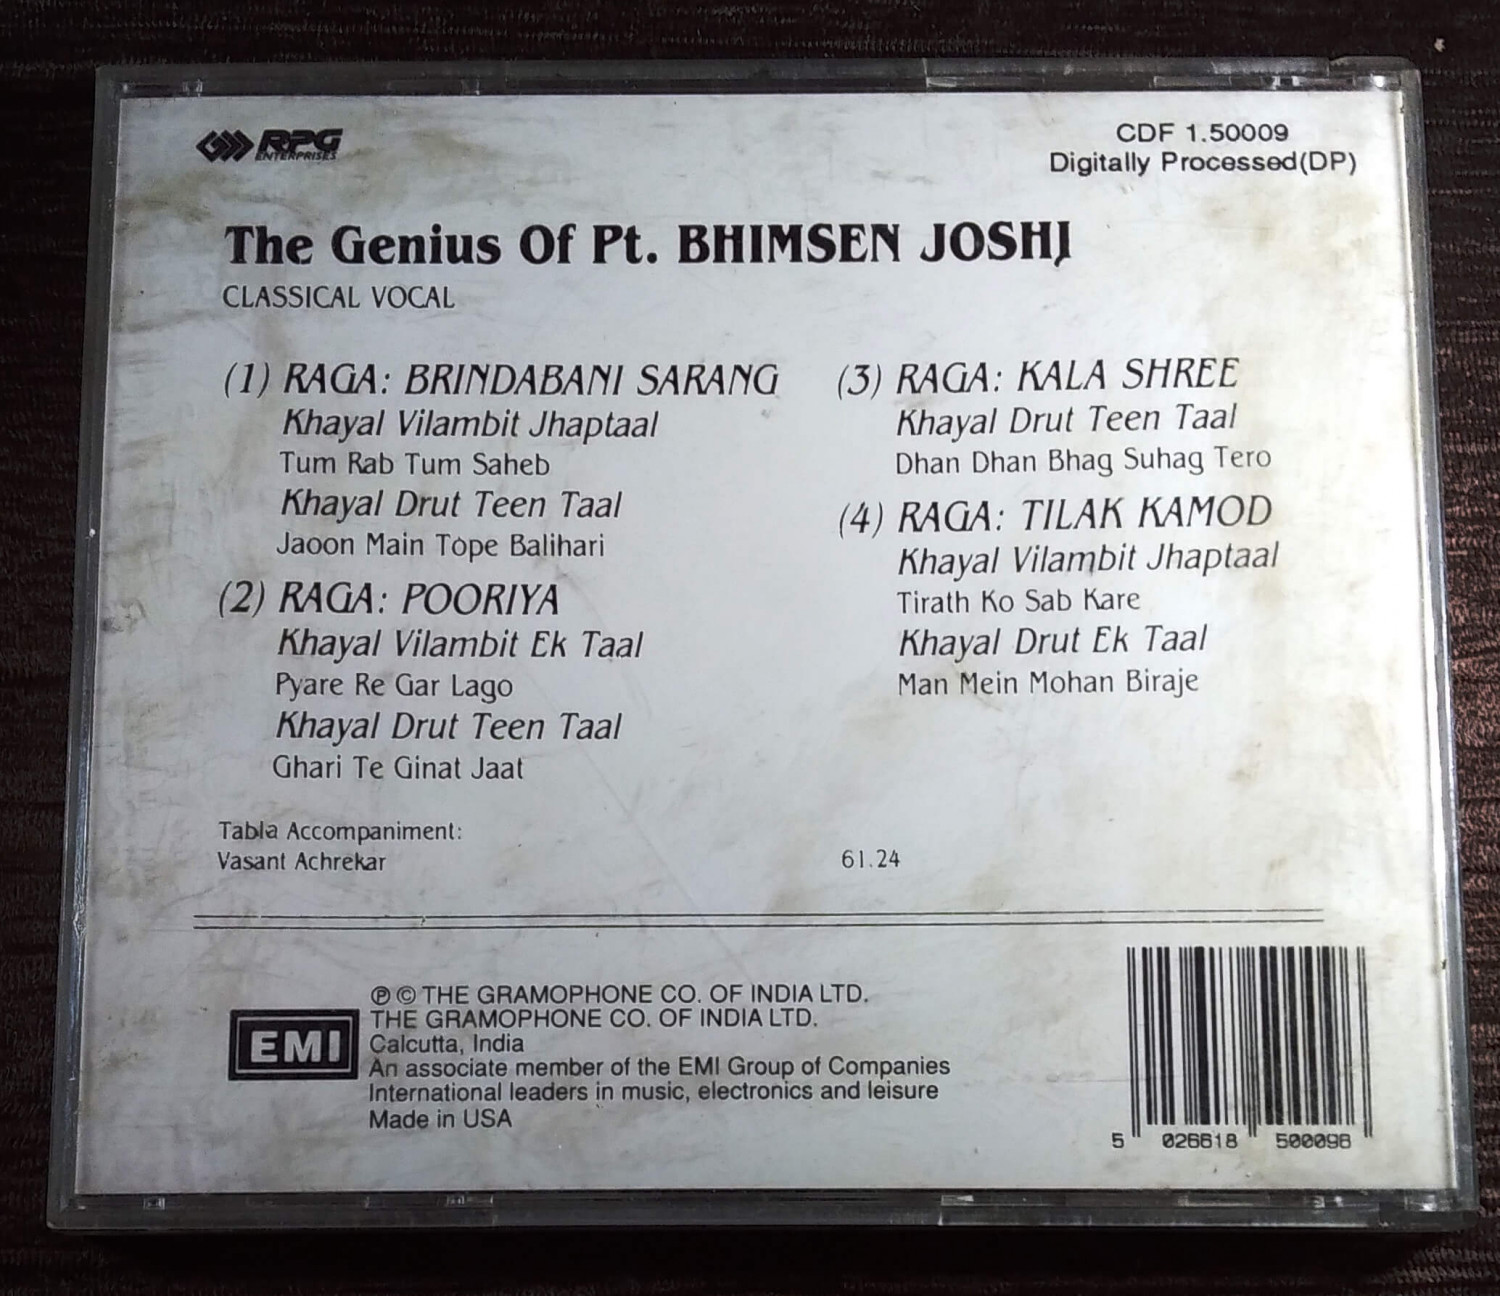 RPG
ENTERPRISES
CDF 1.50009
Digitally Processed(DP)
The Genius Of Pt. BHIMSEN JOSHI
CLASSICAL VOCAL
(1) RAGA: BRINDABANI SARANG
Khayal Vilambit Jhaptaal
Tum Rab Tum Saheb
Khayal Drut Teen Taal
Jaoon Main Tope Balihari
(2) RAGA: POORIYA
Khayal Vilambit Ek Taal
Pyare Re Gar Lago
Khayal Drut Teen Taal
Ghari Te Ginat Jaat
(3) RAGA: KALA SHREE
Khayal Drut Teen Taal
Dhan Dhan Bhag Suhag Tero
(4) RAGA: TILAK KAMOD
Khayal Vilambit Jhaptaal
Tirath Ko Sab Kare
Khayal Drut Ek Taal
Man Mein Mohan Biraje
Tabla Accompaniment:
Vasant Achrekar
61.24
EMI
℗ © THE GRAMOPHONE CO. OF INDIA LTD.
THE GRAMOPHONE CO. OF INDIA LTD.
Calcutta, India
An associate member of the EMI Group of Companies
International leaders in music, electronics and leisure
Made in USA
5 026618 500096